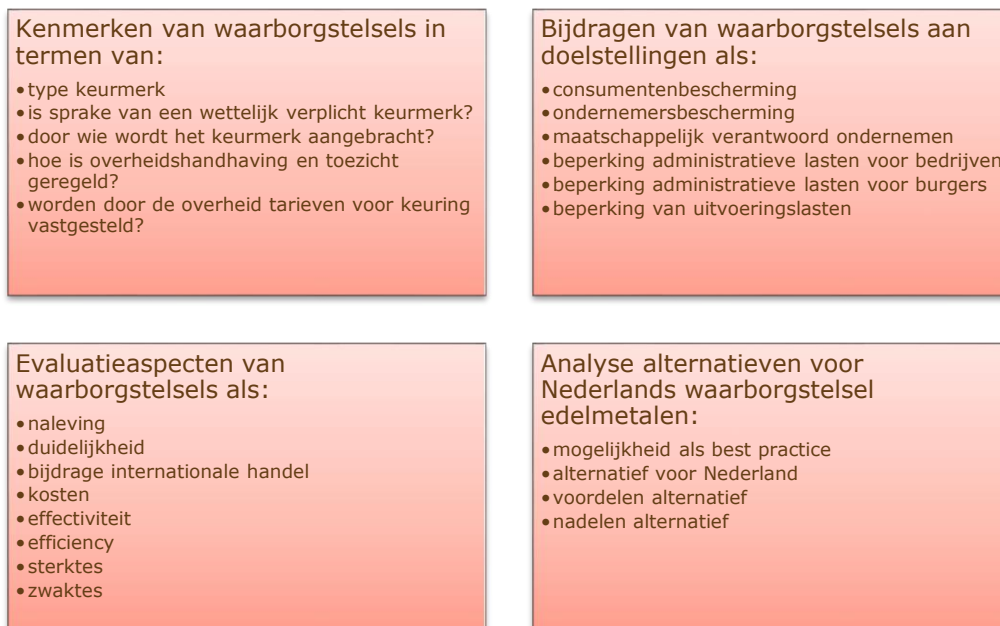 Kenmerken van waarborgstelsels in
termen van:
•type keurmerk
•is sprake van een wettelijk verplicht keurmerk?
•door wie wordt het keurmerk aangebracht?
•hoe is overheidshandhaving en toezicht
geregeld?
•worden door de overheid tarieven voor keuring
vastgesteld?
Bijdragen van waarborgstelsels aan
doelstellingen als:
•consumentenbescherming
•ondernemersbescherming
•maatschappelijk verantwoord ondernemen
•beperking administratieve lasten voor bedrijven
•beperking administratieve lasten voor burgers
•beperking van uitvoeringslasten
Evaluatieaspecten van
waarborgstelsels als:
•naleving
•duidelijkheid
•bijdrage internationale handel
•kosten
•effectiviteit
•efficiency
•sterktes
•zwaktes
Analyse alternatieven voor
Nederlands waarborgstelsel
edelmetalen:
•mogelijkheid als best practice
•alternatief voor Nederland
•voordelen alternatief
•nadelen alternatief